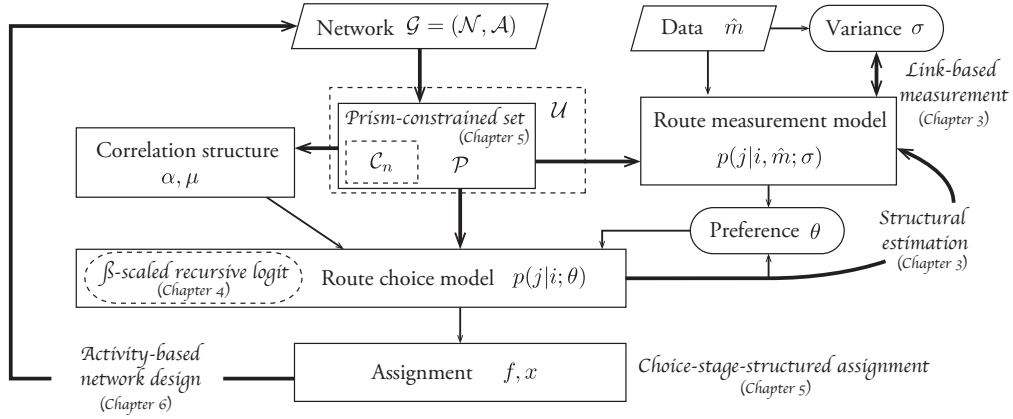 Network 𝒢 = (𝒩, 𝒜)
Data m̂
Variance σ
Link-based
measurement
(Chapter 3)
Prism-constrained set
(Chapter 5)
𝒰
𝒞ₙ
𝒫
Route measurement model
p(j|i, m̂; σ)
Correlation structure
α, μ
Preference θ
Structural
estimation
(Chapter 3)
β-scaled recursive logit
(Chapter 4)
Route choice model p(j|i; θ)
Activity-based
network design
(Chapter 6)
Assignment f, x
Choice-stage-structured assignment
(Chapter 5)